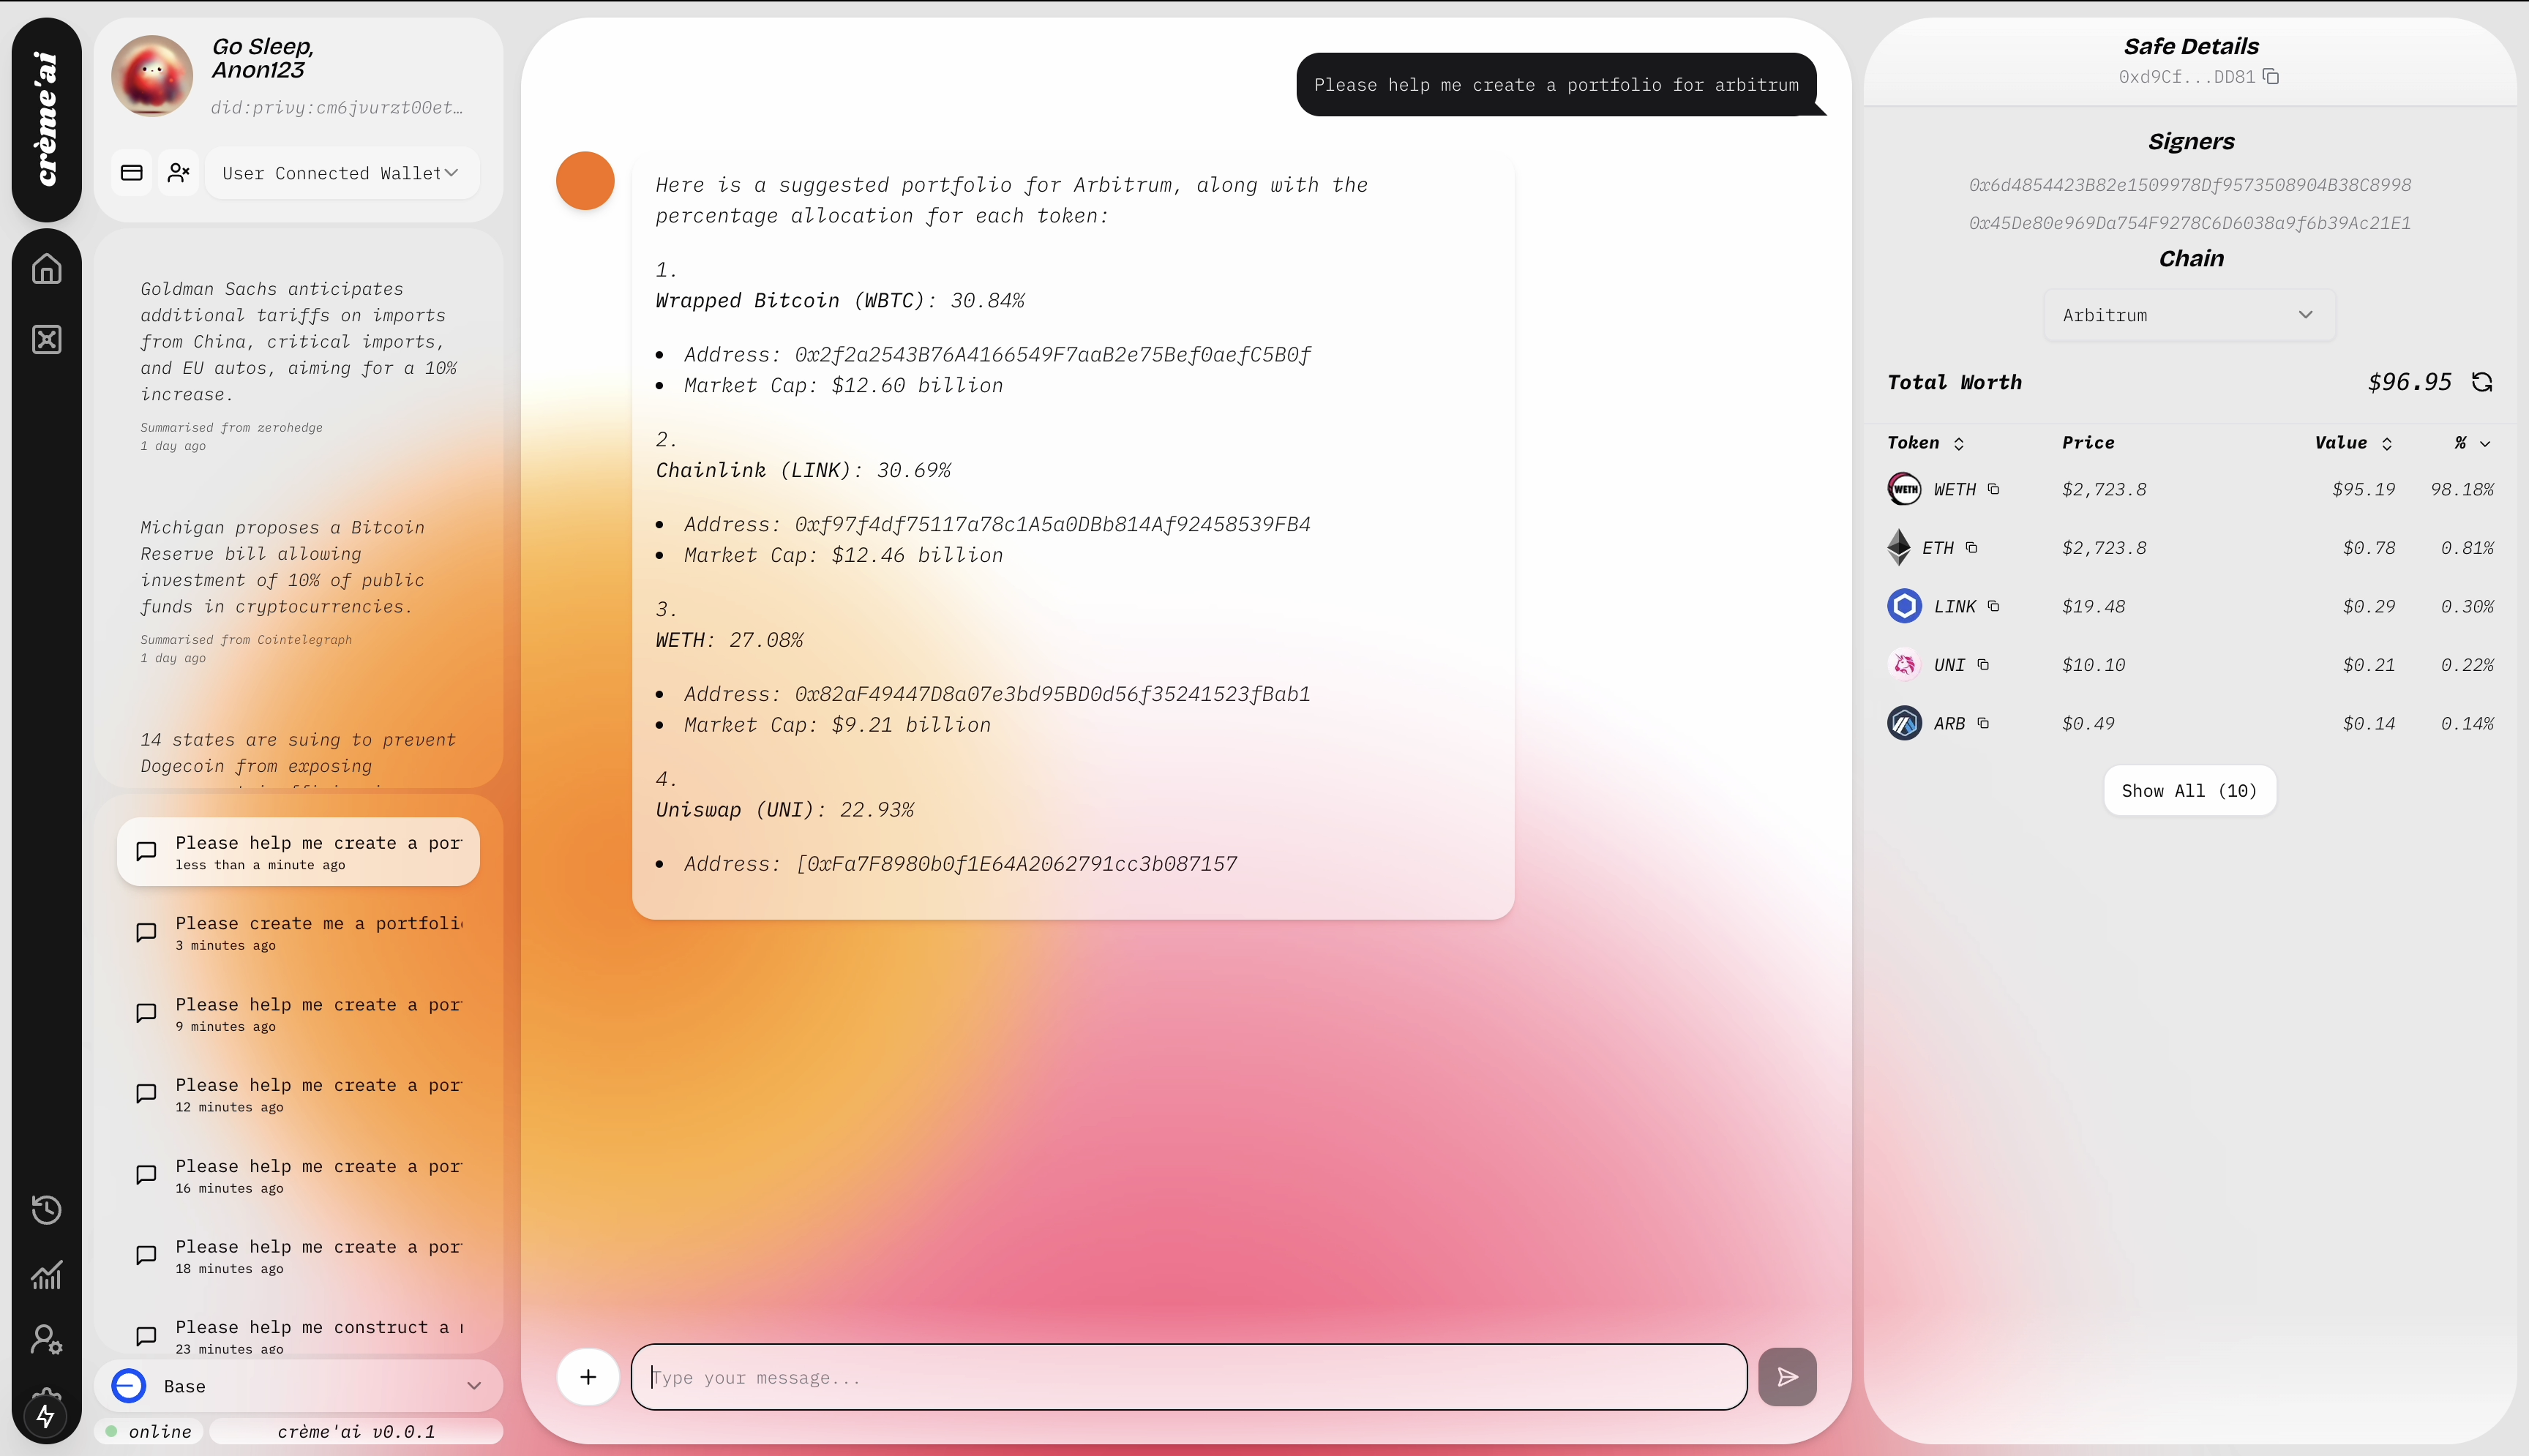 crème'ai
Go Sleep,
Anon123
did:privy:cm6jvurzt00et…
User Connected Wallet
Goldman Sachs anticipates
additional tariffs on imports
from China, critical imports,
and EU autos, aiming for a 10%
increase.
Summarised from zerohedge
1 day ago
Michigan proposes a Bitcoin
Reserve bill allowing
investment of 10% of public
funds in cryptocurrencies.
Summarised from Cointelegraph
1 day ago
14 states are suing to prevent
Dogecoin from exposing
Please help me create a por
less than a minute ago
Please create me a portfoli
3 minutes ago
Please help me create a por
9 minutes ago
Please help me create a por
12 minutes ago
Please help me create a por
16 minutes ago
Please help me create a por
18 minutes ago
Please help me construct a
23 minutes ago
Base
online
crème'ai v0.0.1
Please help me create a portfolio for arbitrum
Here is a suggested portfolio for Arbitrum, along with the
percentage allocation for each token:
1.
Wrapped Bitcoin (WBTC): 30.84%
• Address: 0x2f2a2543B76A4166549F7aaB2e75Bef0aefC5B0f
• Market Cap: $12.60 billion
2.
Chainlink (LINK): 30.69%
• Address: 0xf97f4df75117a78c1A5a0DBb814Af92458539FB4
• Market Cap: $12.46 billion
3.
WETH: 27.08%
• Address: 0x82aF49447D8a07e3bd95BD0d56f35241523fBab1
• Market Cap: $9.21 billion
4.
Uniswap (UNI): 22.93%
• Address: [0xFa7F8980b0f1E64A2062791cc3b087157
Type your message...
Safe Details
0xd9Cf...DD81
Signers
0x6d4854423B82e1509978Df9573508904B38C8998
0x45De80e969Da754F9278C6D6038a9f6b39Ac21E1
Chain
Arbitrum
Total Worth $96.95
Token Price Value %
WETH $2,723.8 $95.19 98.18%
ETH $2,723.8 $0.78 0.81%
LINK $19.48 $0.29 0.30%
UNI $10.10 $0.21 0.22%
ARB $0.49 $0.14 0.14%
Show All (10)